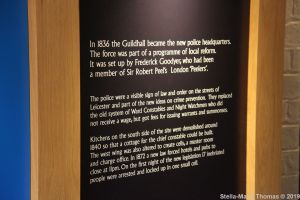 In 1836 the Guildhall became the new police headquarters.
The force was part of a programme of local reform.
It was set up by Frederick Goodyer, who had been
a member of Sir Robert Peel's London 'Peelers'.
The police were a visible sign of law and order on the streets of
Leicester and part of the new ideas on crime prevention. They replaced
the old system of Ward Constables and Night Watchmen who did
not receive a wage, but got fees for issuing warrants and summonses.
Kitchens on the south side of the site were demolished around
1840 so that a cottage for the chief constable could be built.
The west wing was also altered to create cells, a muster room
and charge office. In 1872 a new law forced hotels and pubs to
close at 11pm. On the first night of the new legislation 17 inebriated
people were arrested and locked up in one small cell.
Stella-Maria Thomas © 2019